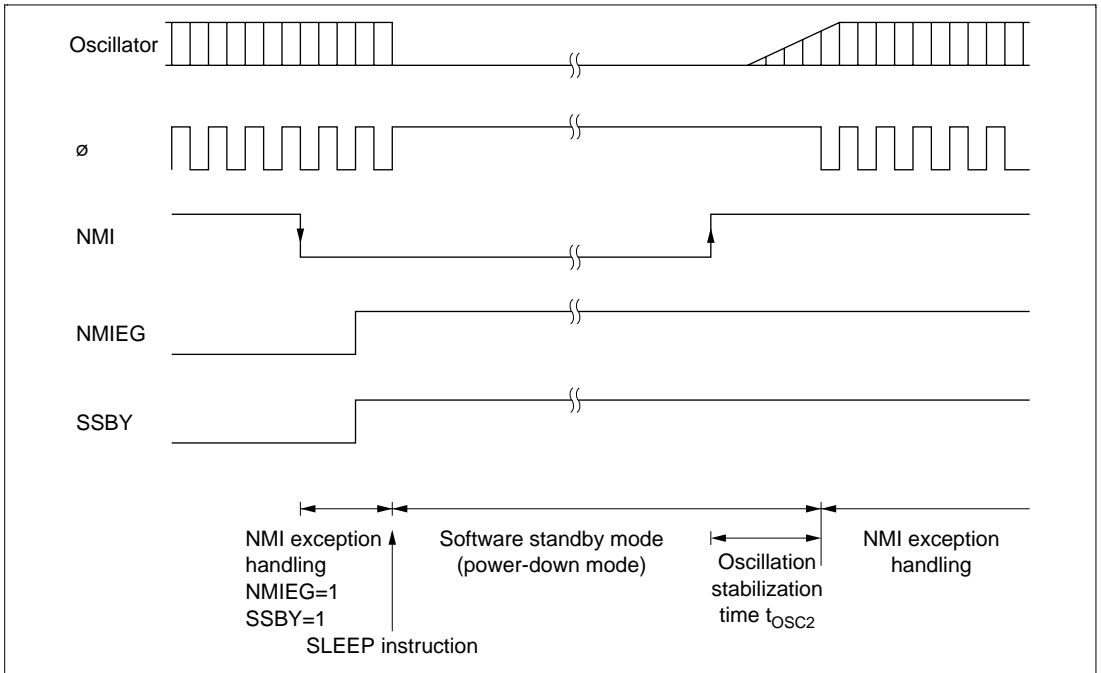 Oscillator
ø
NMI
NMIEG
SSBY
NMI exception
handling
NMIEG=1
SSBY=1
SLEEP instruction
Software standby mode
(power-down mode)
Oscillation
stabilization
time tOSC2
NMI exception
handling